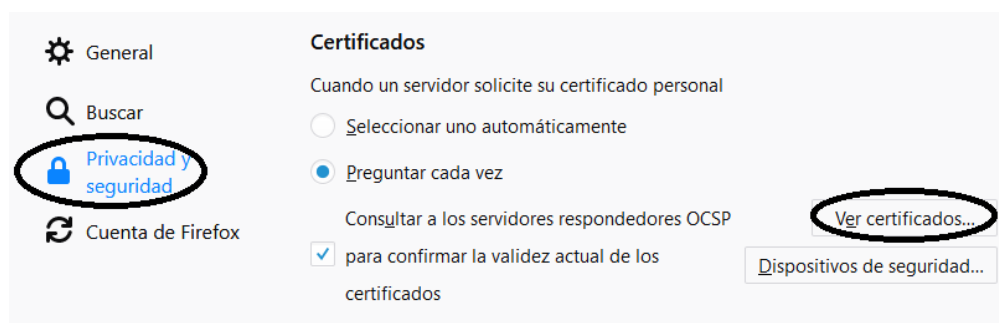 General
Buscar
Privacidad y
seguridad
Cuenta de Firefox
Certificados
Cuando un servidor solicite su certificado personal
Seleccionar uno automáticamente
Preguntar cada vez
Consultar a los servidores respondedores OCSP
para confirmar la validez actual de los
certificados
Ver certificados...
Dispositivos de seguridad...